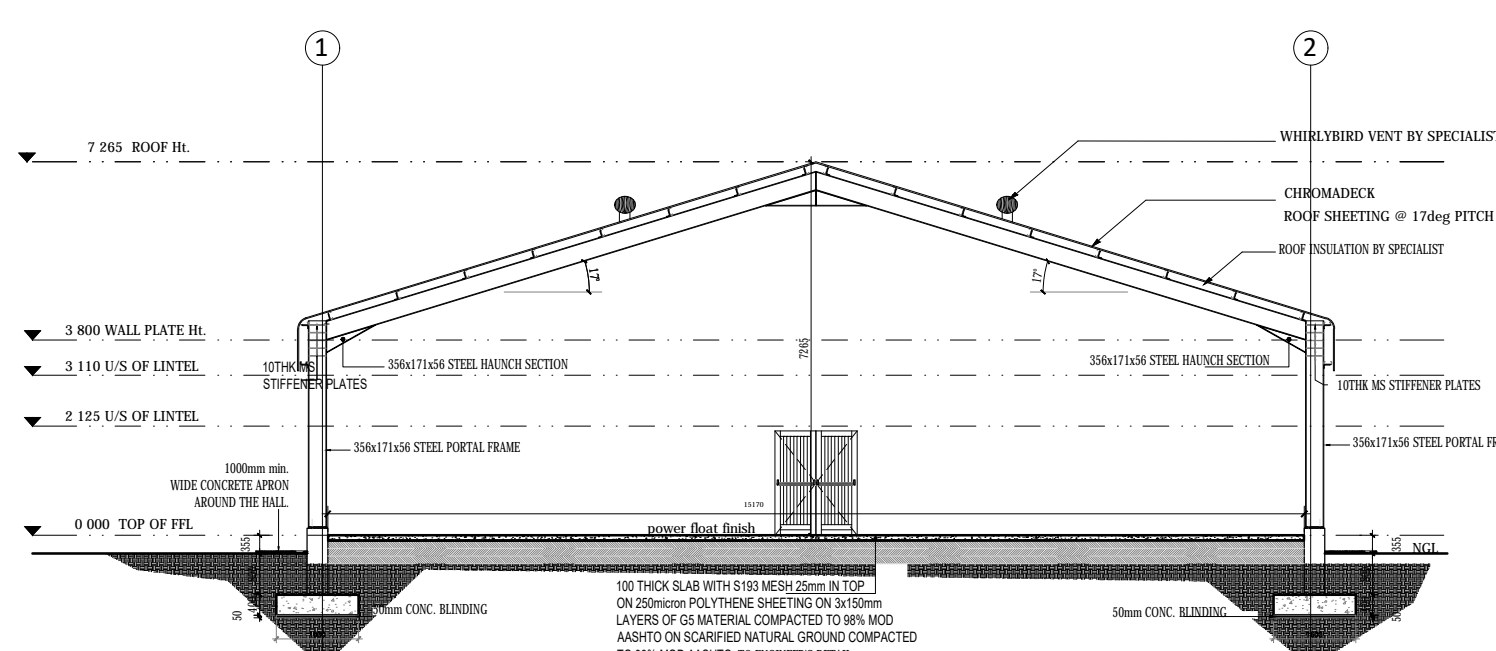 1
2
7 265 ROOF Ht.
WHIRLYBIRD VENT BY SPECIALIST
CHROMADECK
ROOF SHEETING @ 17deg PITCH
ROOF INSULATION BY SPECIALIST
17°
17°
3 800 WALL PLATE Ht.
7265
3 110 U/S OF LINTEL
10THK MS
STIFFENER PLATES
356x171x56 STEEL HAUNCH SECTION
356x171x56 STEEL HAUNCH SECTION
10THK MS STIFFENER PLATES
2 125 U/S OF LINTEL
356x171x56 STEEL PORTAL FRAME
356x171x56 STEEL PORTAL FR
1000mm min.
WIDE CONCRETE APRON
AROUND THE HALL.
15170
0 000 TOP OF FFL
power float finish
355
355
NGL
100 THICK SLAB WITH S193 MESH 25mm IN TOP
ON 250micron POLYTHENE SHEETING ON 3x150mm
LAYERS OF G5 MATERIAL COMPACTED TO 98% MOD
AASHTO ON SCARIFIED NATURAL GROUND COMPACTED
50
50mm CONC. BLINDING
50mm CONC. BLINDING
50